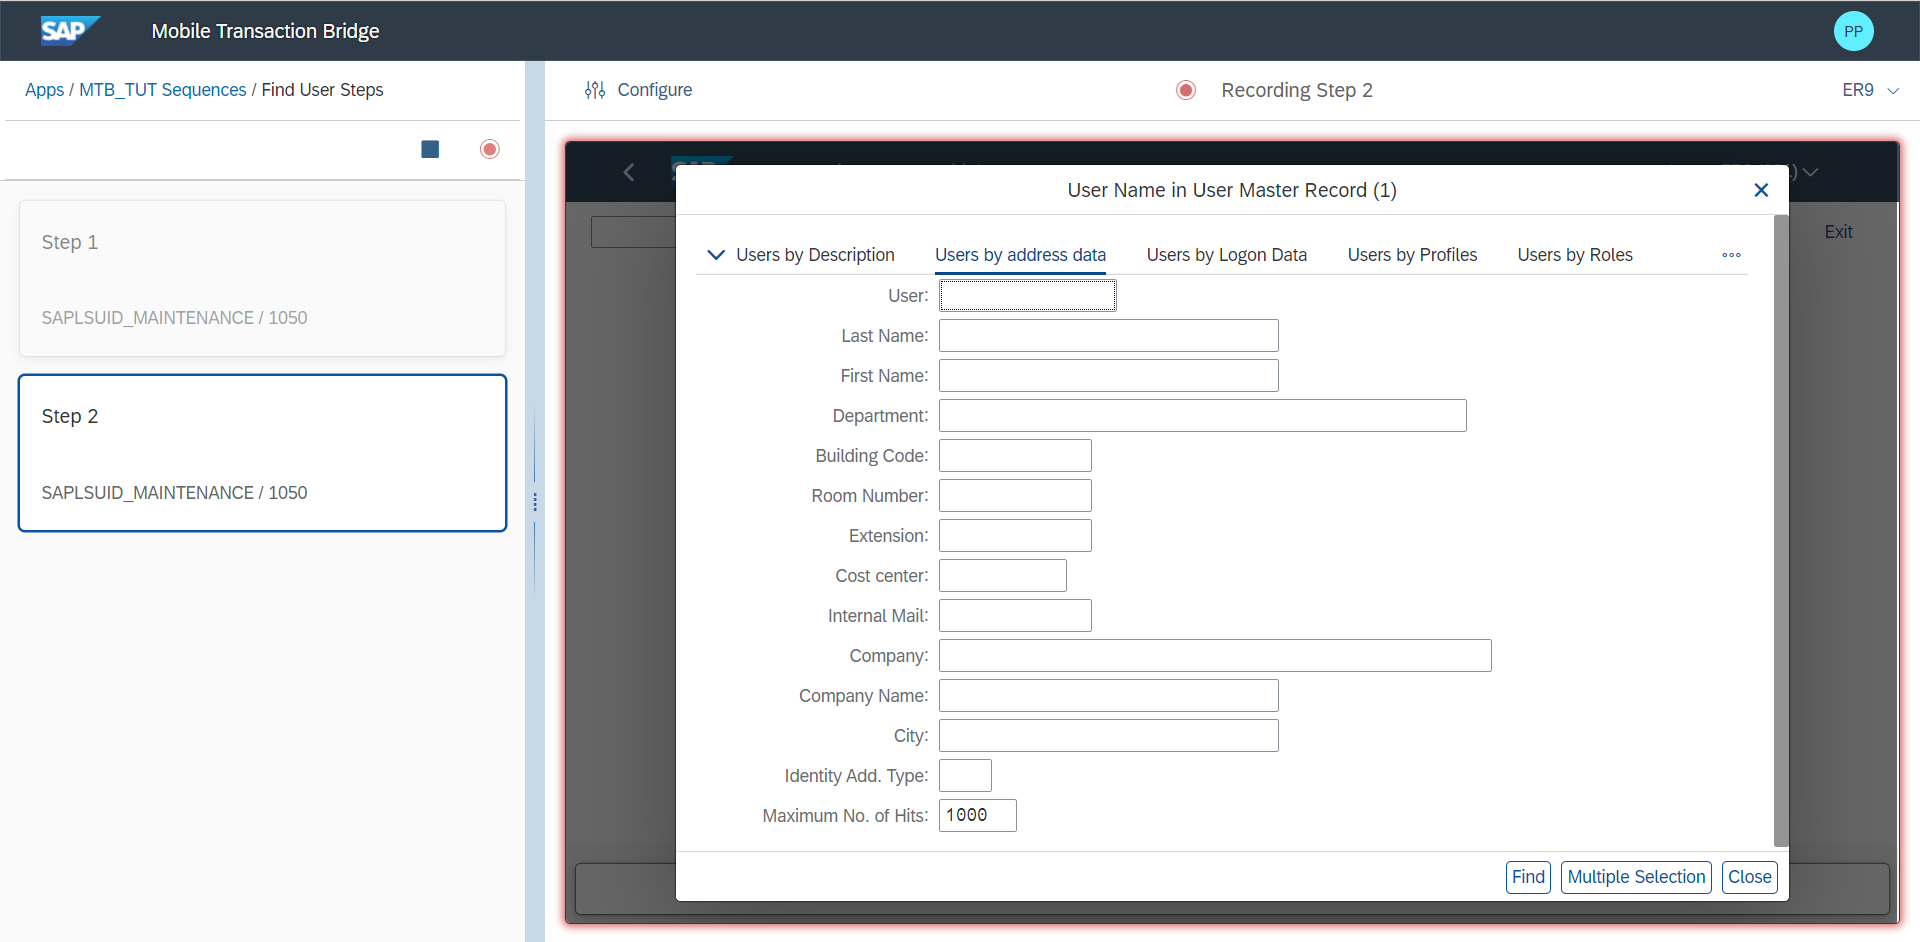 SAP Mobile Transaction Bridge PP
Apps / MTB_TUT Sequences / Find User Steps
Configure Recording Step 2 ER9
Step 1
SAPLSUID_MAINTENANCE / 1050
Step 2
SAPLSUID_MAINTENANCE / 1050
User Name in User Master Record (1)
Exit
Users by Description Users by address data Users by Logon Data Users by Profiles Users by Roles
User:
Last Name:
First Name:
Department:
Building Code:
Room Number:
Extension:
Cost center:
Internal Mail:
Company:
Company Name:
City:
Identity Add. Type:
Maximum No. of Hits: 1000
Find Multiple Selection Close